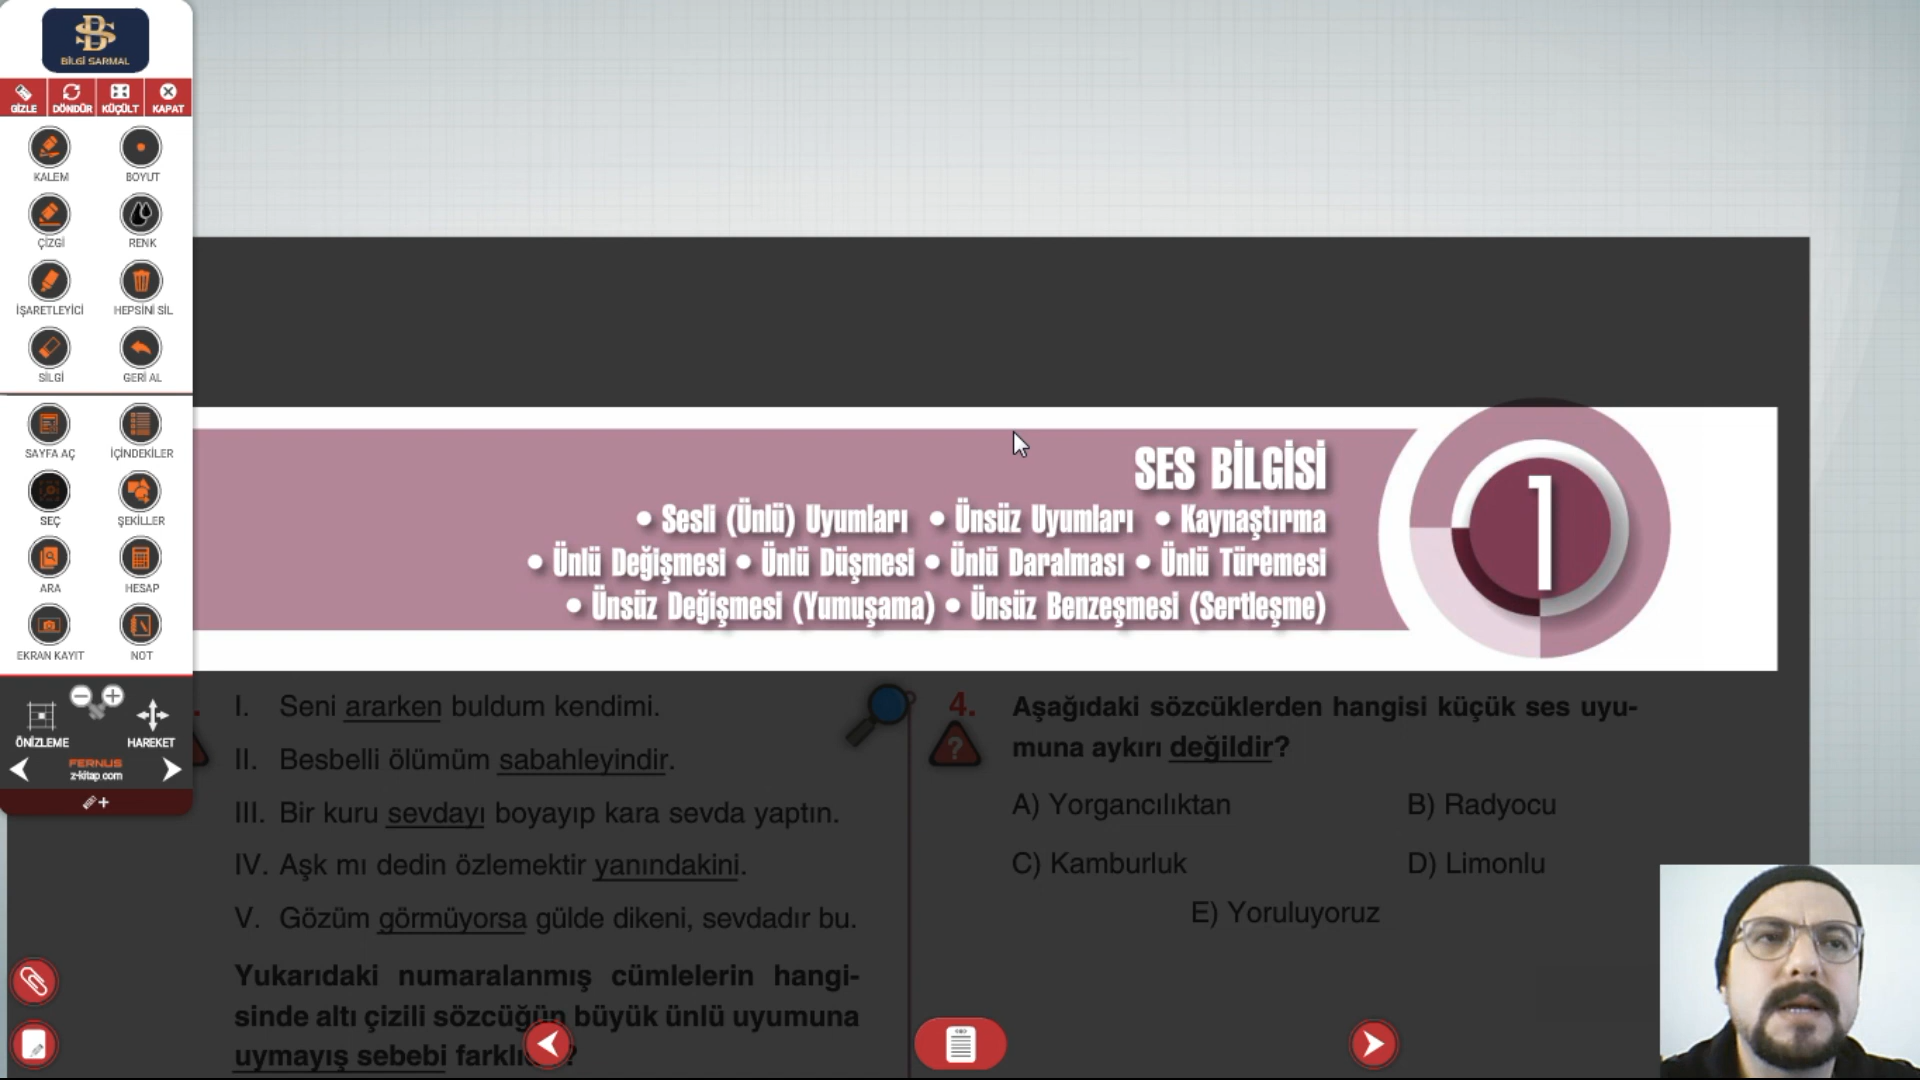 BİLGİ SARMAL
GİZLE
DÖNDÜR
KÜÇÜLT
KAPAT
KALEM
BOYUT
ÇİZGİ
RENK
İŞARETLEYİCİ
HEPSİNİ SİL
SİLGİ
GERİ AL
SAYFA AÇ
İÇİNDEKİLER
SEÇ
ŞEKİLLER
ARA
HESAP
EKRAN KAYIT
NOT
ÖNİZLEME
HAREKET
FERNUS
z-kitap.com
SES BİLGİSİ
• Sesli (Ünlü) Uyumları • Ünsüz Uyumları • Kaynaştırma
• Ünlü Değişmesi • Ünlü Düşmesi • Ünlü Daralması • Ünlü Türemesi
• Ünsüz Değişmesi (Yumuşama) • Ünsüz Benzeşmesi (Sertleşme)
1
I. Seni ararken buldum kendimi.
II. Besbelli ölümüm sabahleyindir.
III. Bir kuru sevdayı boyayıp kara sevda yaptın.
IV. Aşk mı dedin özlemektir yanındakini.
V. Gözüm görmüyorsa gülde dikeni, sevdadır bu.
Yukarıdaki numaralanmış cümlelerin hangi-
sinde altı çizili sözcüğün büyük ünlü uyumuna
uymayış sebebi ?
4. Aşağıdaki sözcüklerden hangisi küçük ses uyu-
muna aykırı değildir?
A) Yorgancılıktan
B) Radyocu
C) Kamburluk
D) Limonlu
E) Yoruluyoruz